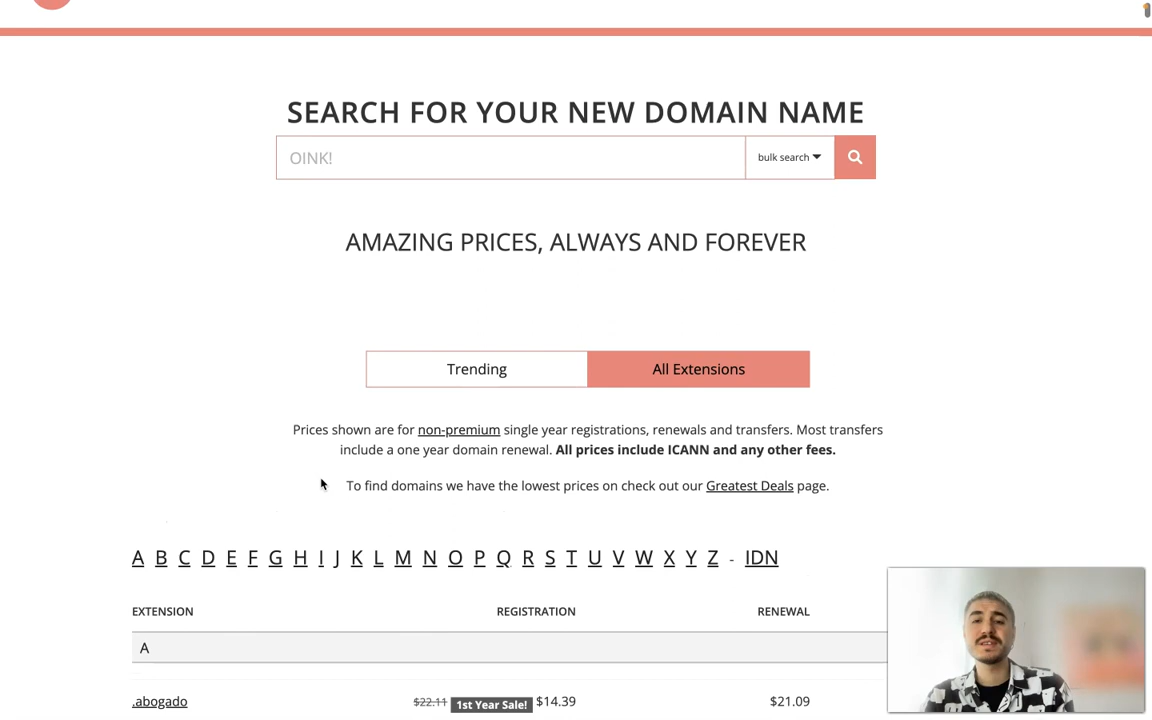 SEARCH FOR YOUR NEW DOMAIN NAME
OINK!
bulk search
AMAZING PRICES, ALWAYS AND FOREVER
Trending
All Extensions
Prices shown are for non-premium single year registrations, renewals and transfers. Most transfers
include a one year domain renewal. All prices include ICANN and any other fees.
To find domains we have the lowest prices on check out our Greatest Deals page.
A B C D E F G H I J K L M N O P Q R S T U V W X Y Z - IDN
EXTENSION REGISTRATION RENEWAL
A
.abogado $22.11 1st Year Sale! $14.39 $21.09